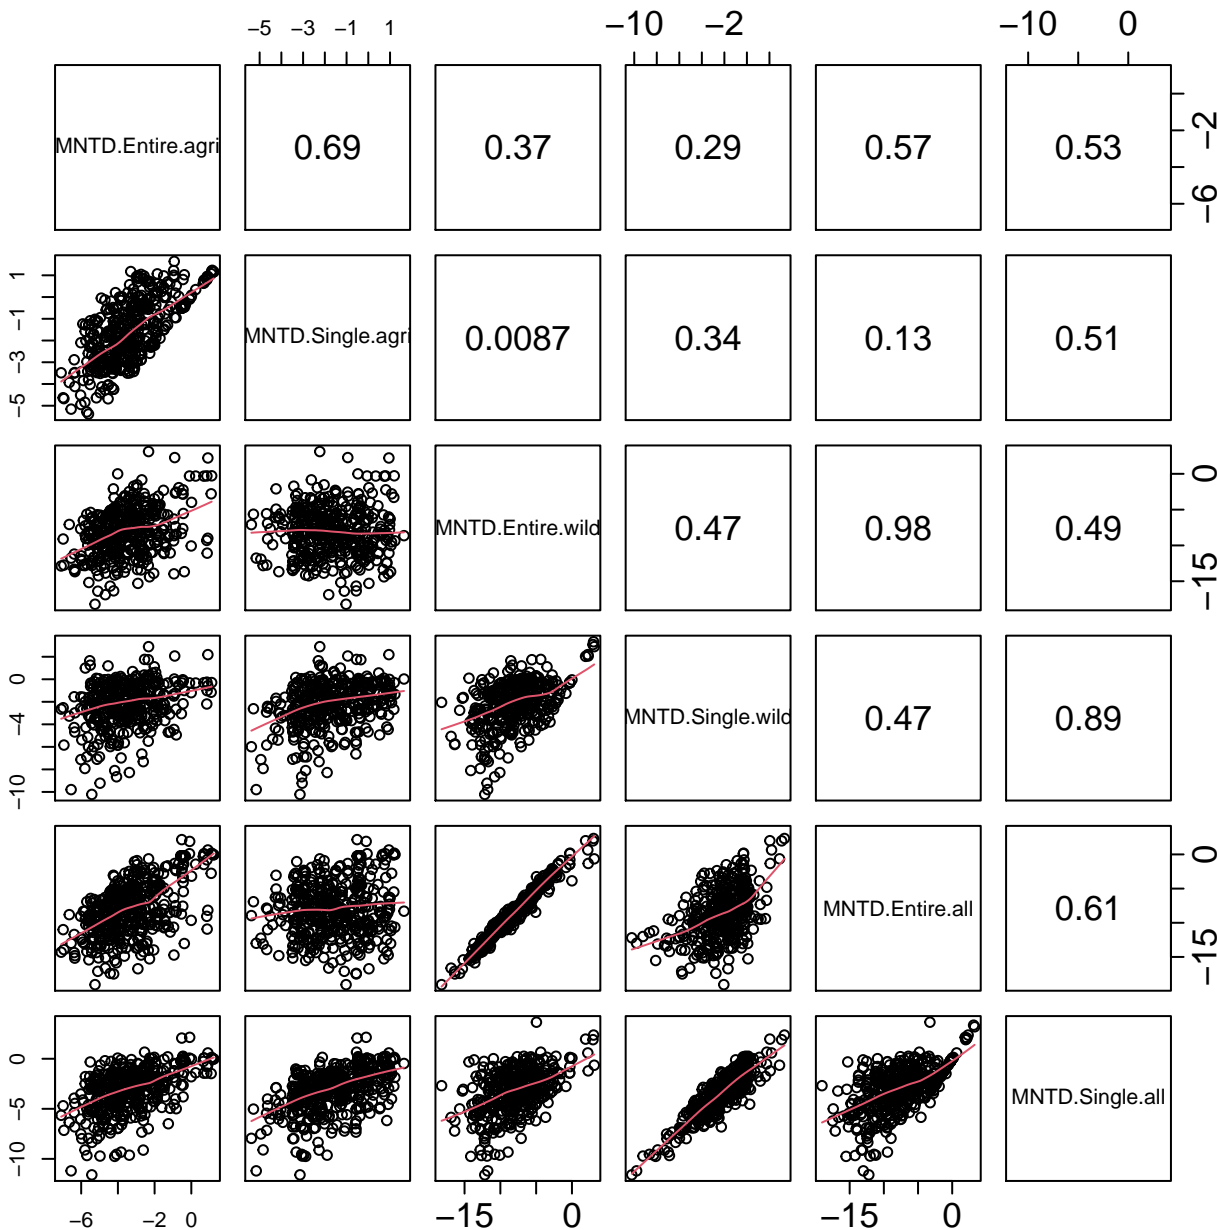 −10 −2 −10 0
−5 −3 −1 1
MNTD.Entire.agri 0.69 0.37 0.29 0.57 0.53
−2
−6
1
−1
−3
−5
MNTD.Single.agri 0.0087 0.34 0.13 0.51
MNTD.Entire.wild 0.47 0.98 0.49
0
−15
0
−4
−10
MNTD.Single.wild 0.47 0.89
MNTD.Entire.all 0.61
0
−15
0
−5
−10
MNTD.Single.all
−6 −2 0 −15 0 −15 0